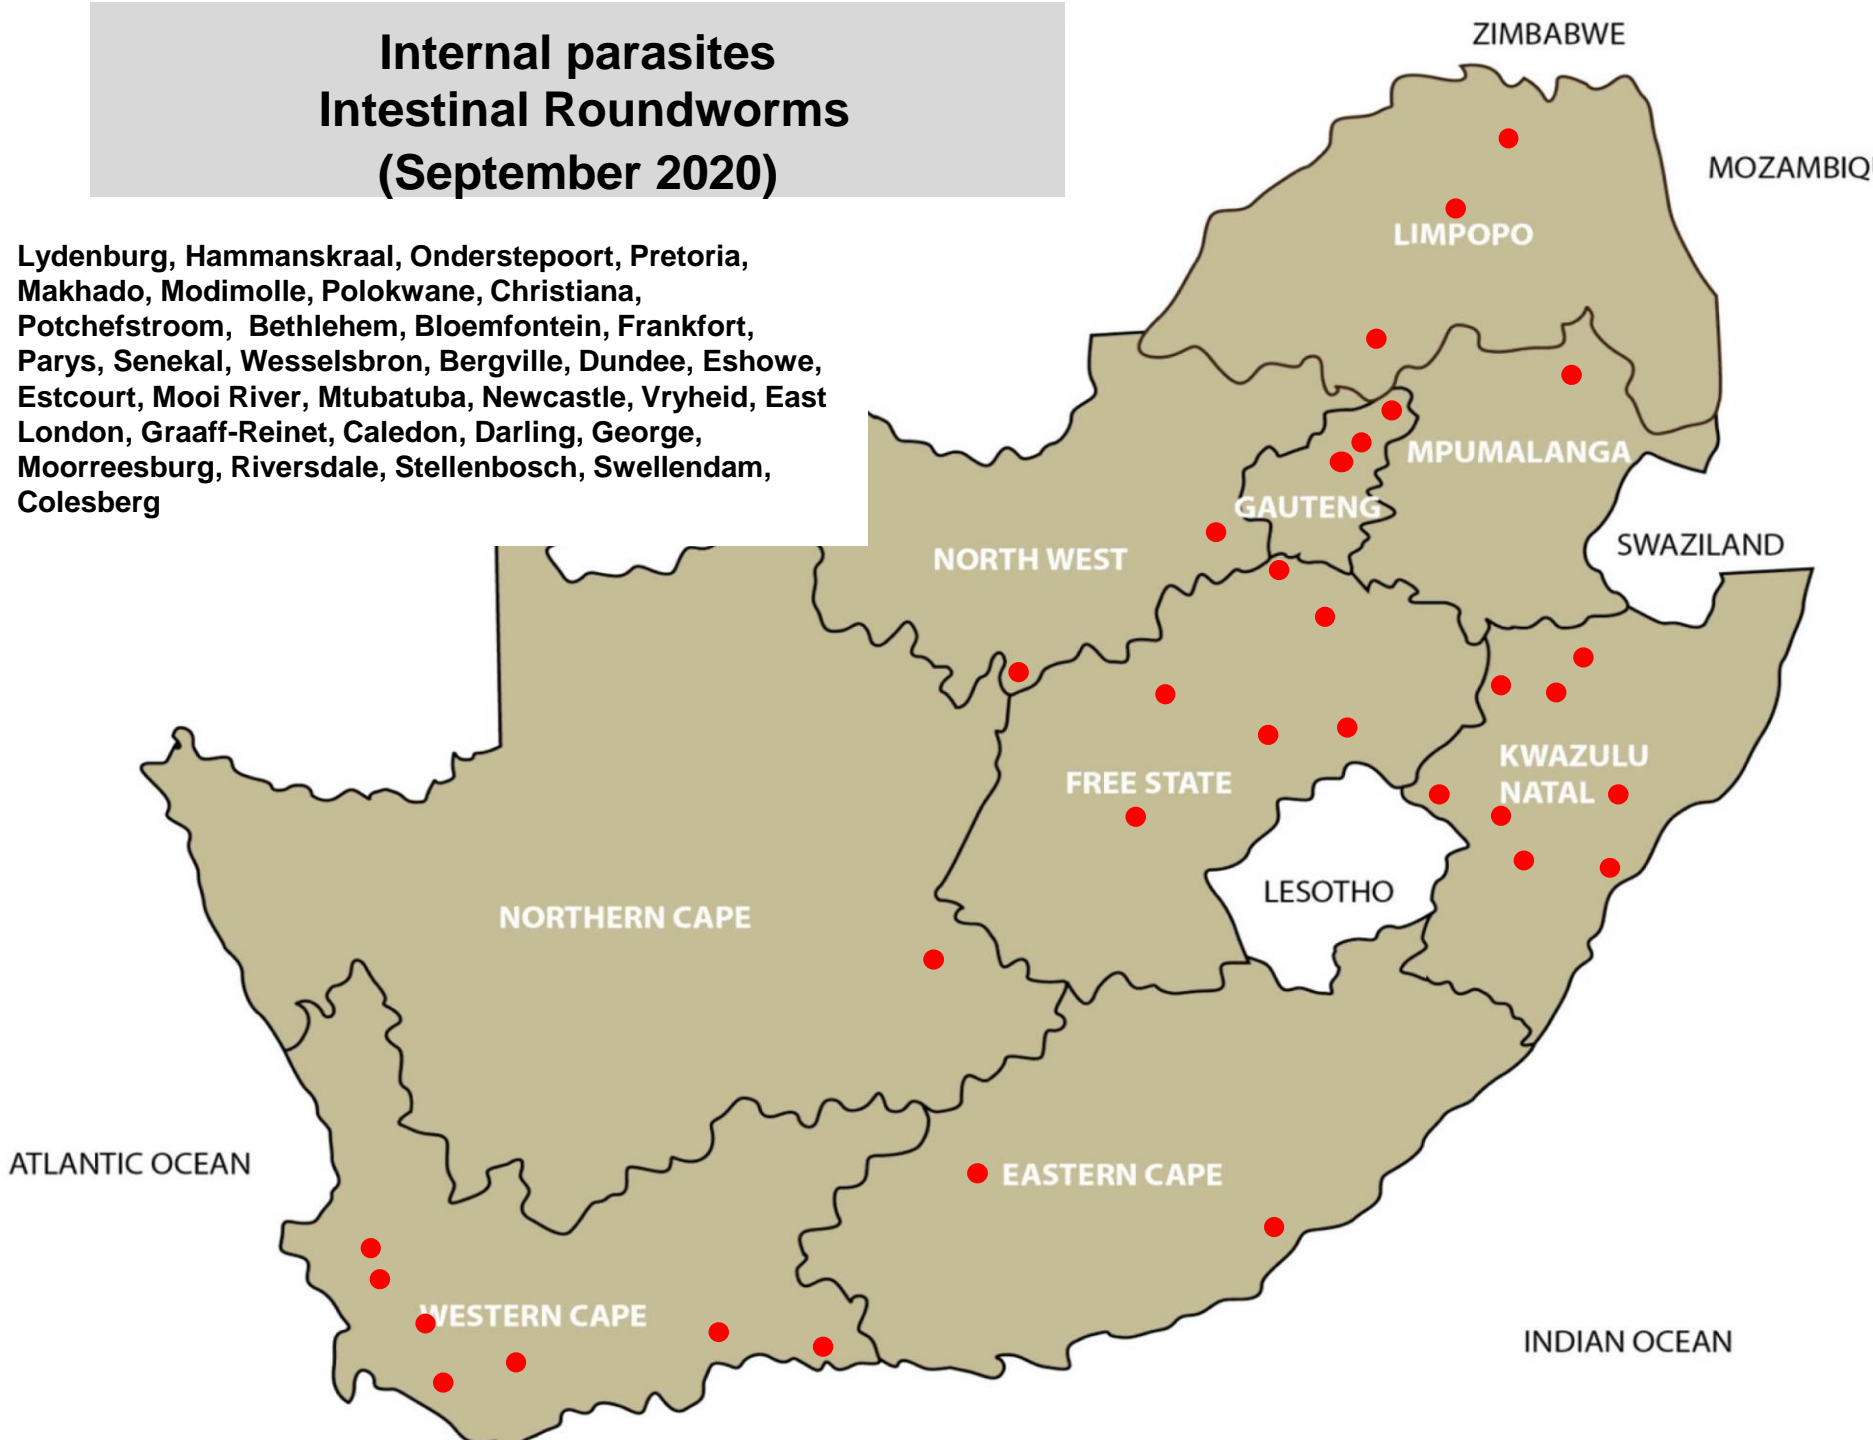 Internal parasites
Intestinal Roundworms
(September 2020)
Lydenburg, Hammanskraal, Onderstepoort, Pretoria,
Makhado, Modimolle, Polokwane, Christiana,
Potchefstroom, Bethlehem, Bloemfontein, Frankfort,
Parys, Senekal, Wesselsbron, Bergville, Dundee, Eshowe,
Estcourt, Mooi River, Mtubatuba, Newcastle, Vryheid, East
London, Graaff-Reinet, Caledon, Darling, George,
Moorreesburg, Riversdale, Stellenbosch, Swellendam,
Colesberg
ZIMBABWE
MOZAMBIQU
LIMPOPO
MPUMALANGA
GAUTENG
SWAZILAND
NORTH WEST
KWAZULU
NATAL
FREE STATE
LESOTHO
NORTHERN CAPE
ATLANTIC OCEAN
EASTERN CAPE
WESTERN CAPE
INDIAN OCEAN